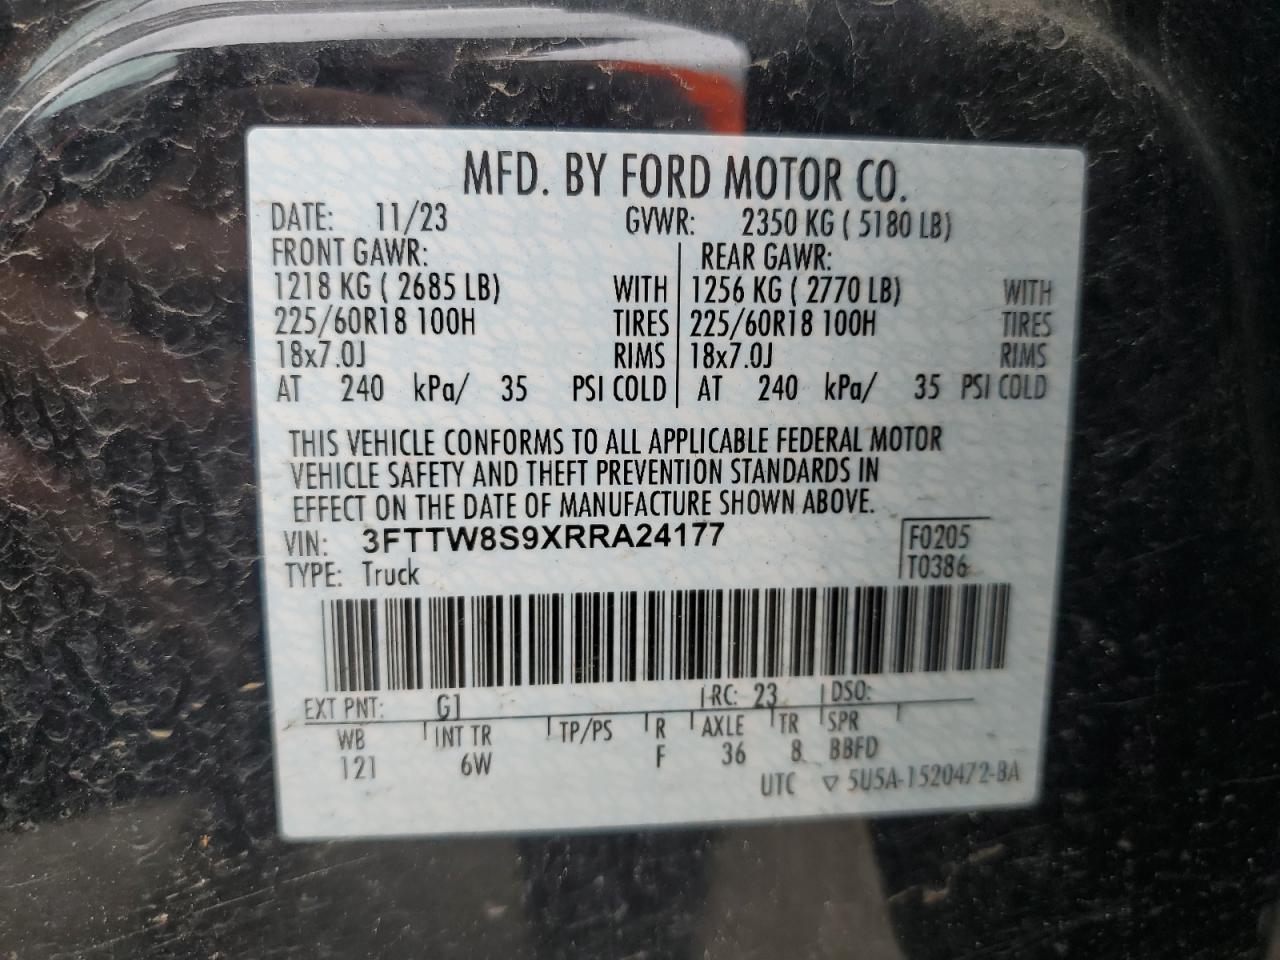 MFD. BY FORD MOTOR CO.
DATE: 11/23 GVWR: 2350 KG ( 5180 LB)
FRONT GAWR: REAR GAWR:
1218 KG ( 2685 LB) WITH 1256 KG ( 2770 LB) WITH
225/60R18 100H TIRES 225/60R18 100H TIRES
18x7.0J RIMS 18x7.0J RIMS
AT 240 kPa/ 35 PSI COLD AT 240 kPa/ 35 PSI COLD
THIS VEHICLE CONFORMS TO ALL APPLICABLE FEDERAL MOTOR
VEHICLE SAFETY AND THEFT PREVENTION STANDARDS IN
EFFECT ON THE DATE OF MANUFACTURE SHOWN ABOVE.
VIN: 3FTTW8S9XRRA24177 F0205
TYPE: Truck T0386
EXT PNT: G1 RC: 23 DSO:
WB INT TR TP/PS R AXLE TR SPR
121 6W F 36 8 BBFD
UTC ▽ 5U5A-1520472-BA